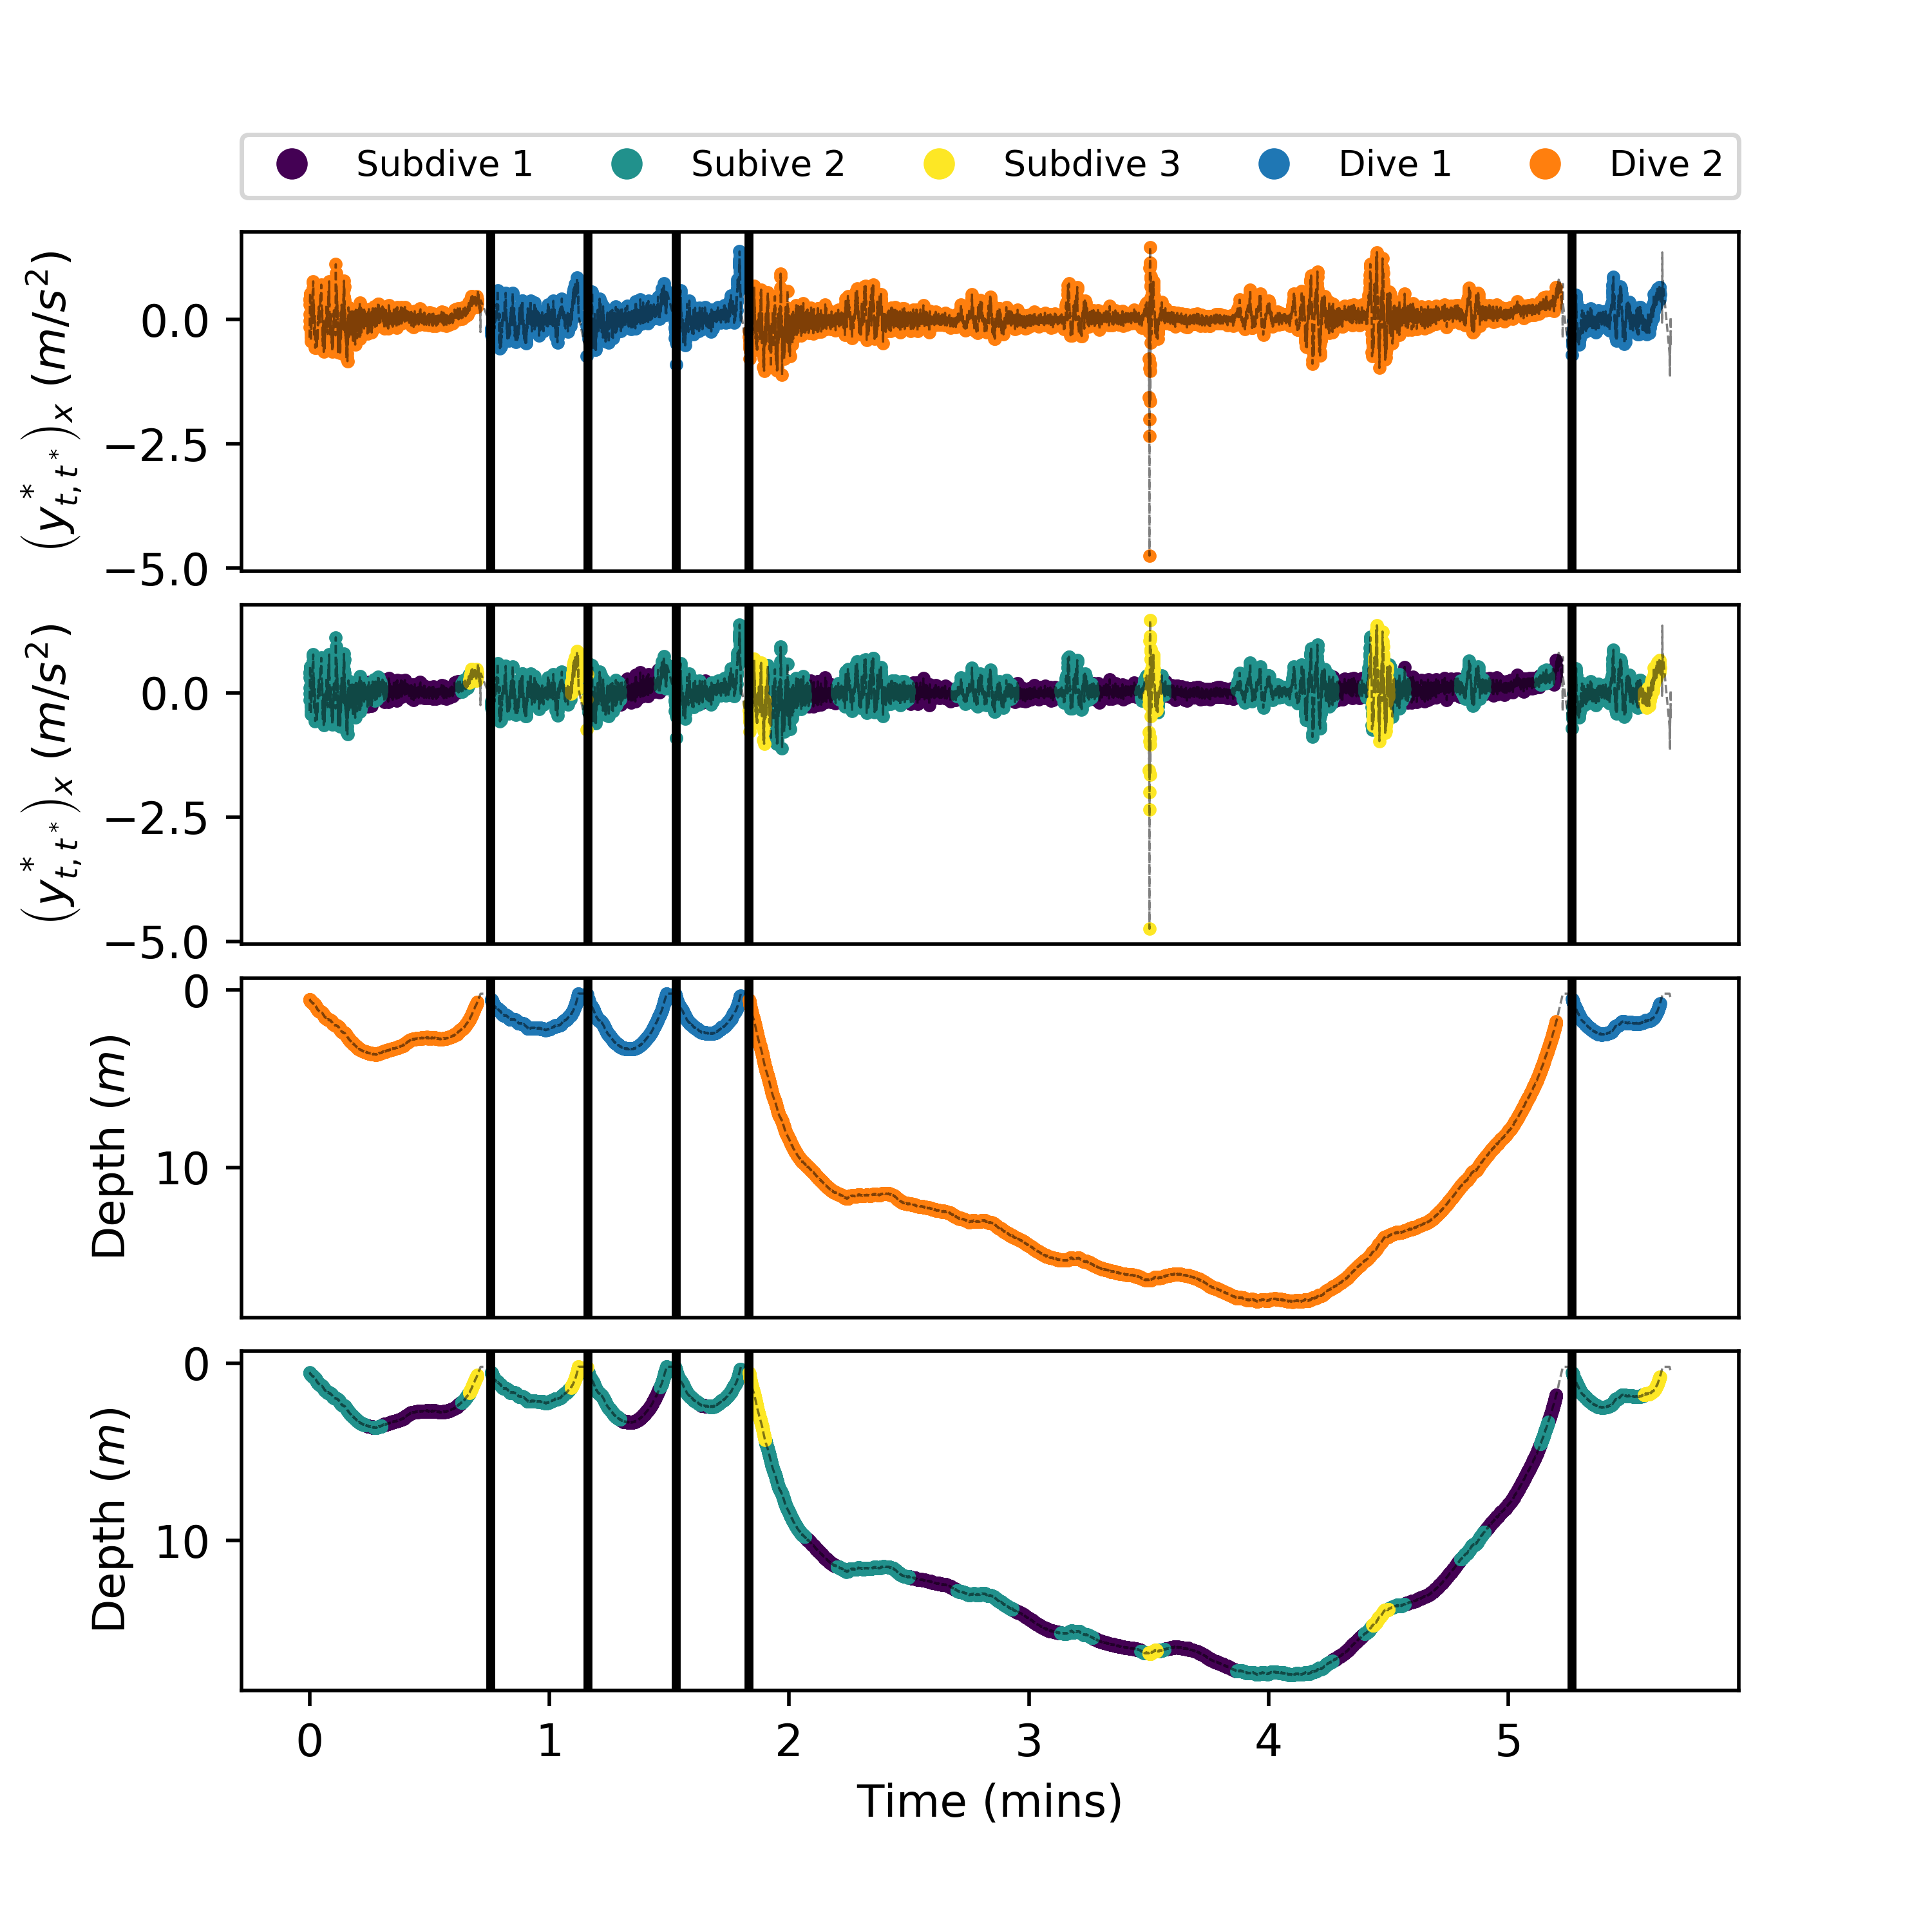 Subdive 1 Subive 2 Subdive 3 Dive 1 Dive 2
(y*t,t*)x (m/s2)
0.0
−2.5
−5.0
(y*t,t*)x (m/s2)
0.0
−2.5
−5.0
Depth (m)
0
10
Depth (m)
0
10
0 1 2 3 4 5
Time (mins)